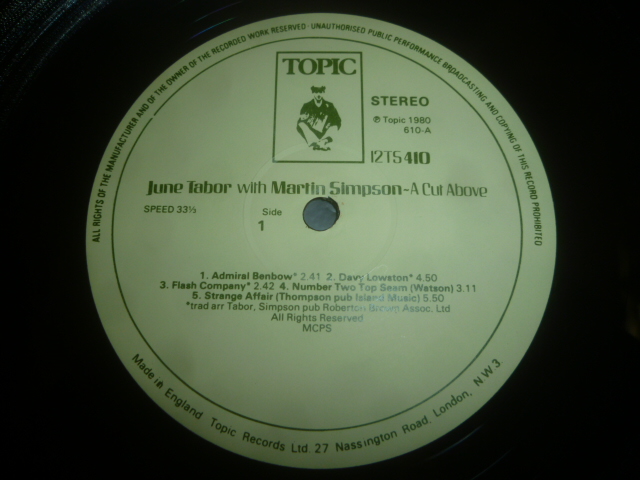 ALL RIGHTS OF THE MANUFACTURER AND OF THE OWNER OF THE RECORDED WORK RESERVED · UNAUTHORISED PUBLIC PERFORMANCE BROADCASTING AND COPYING OF THIS RECORD PROHIBITED
TOPIC
STEREO
℗ Topic 1980
610-A
12TS410
June Tabor with Martin Simpson-A Cut Above
SPEED 33⅓
Side
1
1. Admiral Benbow* 2.41 2. Davy Lowston* 4.50
3. Flash Company* 2.42 4. Number Two Top Seam (Watson) 3.11
5. Strange Affair (Thompson pub Island Music) 5.50
*trad arr Tabor, Simpson pub Roberton Brown Assoc. Ltd
All Rights Reserved
MCPS
Made in England Topic Records Ltd. 27 Nassington Road, London, NW3